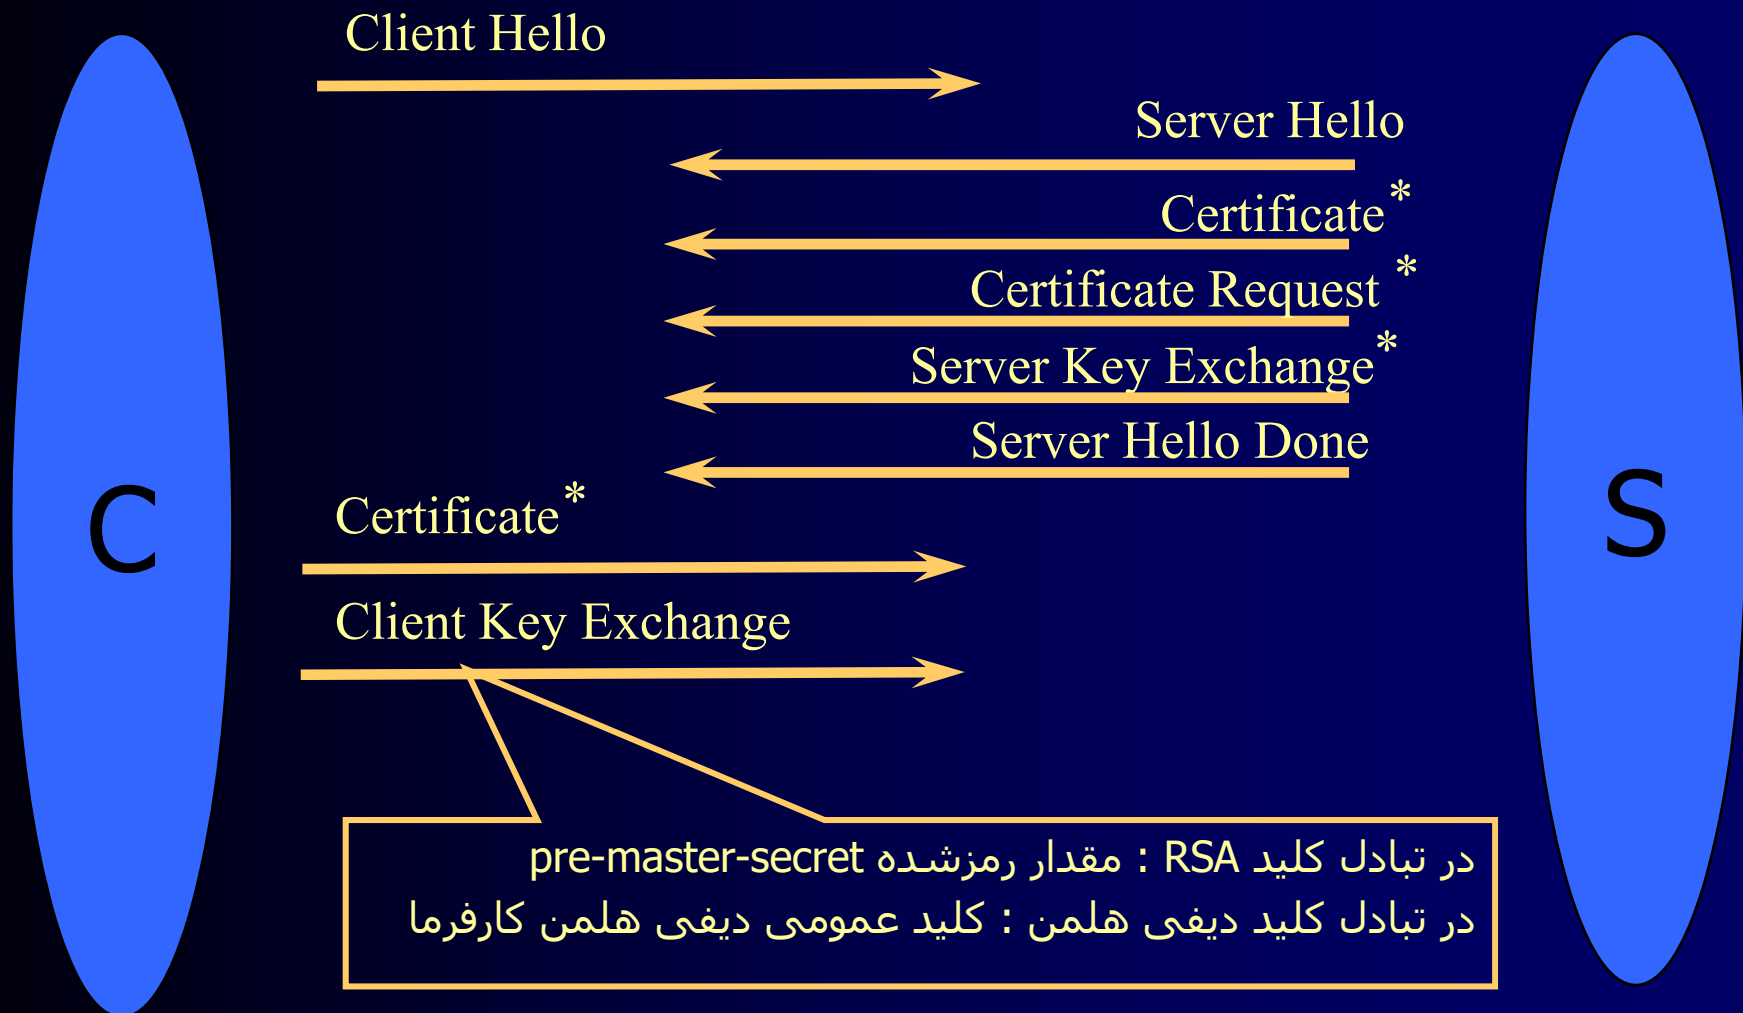 Client Hello
Server Hello
Certificate*
Certificate Request *
Server Key Exchange*
Server Hello Done
C
S
Certificate*
Client Key Exchange
در تبادل کلید RSA : مقدار رمزشده pre-master-secret
در تبادل کلید دیفی هلمن : کلید عمومی دیفی هلمن کارفرما